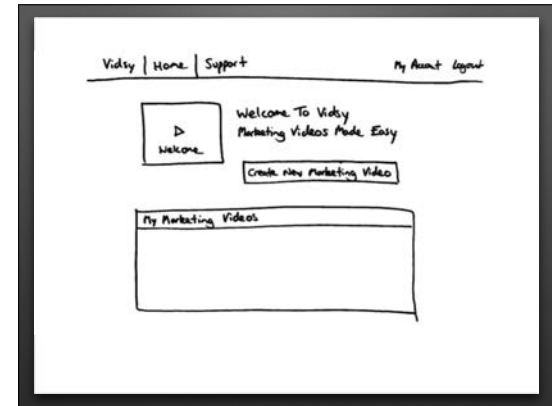 Vidsy | Home | Support My Account Logout
Welcome To Vidsy
Marketing Videos Made Easy
Welcome
Create New Marketing Video
My Marketing Videos